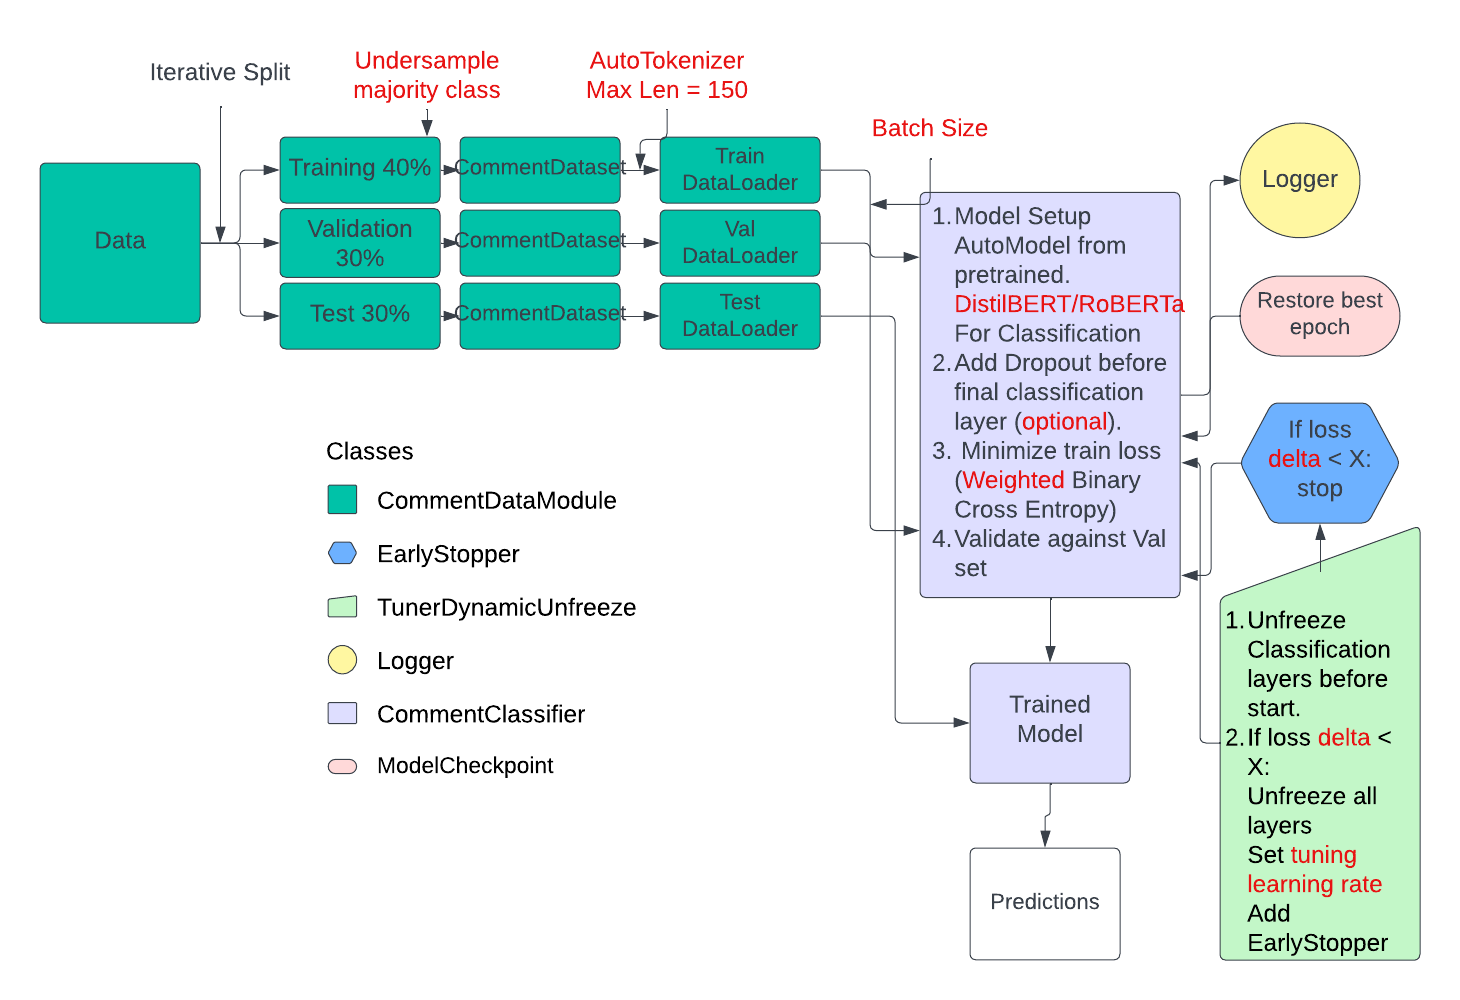 Iterative Split
Undersample
majority class
AutoTokenizer
Max Len = 150
Batch Size
Data
Training 40%
CommentDataset
Train
DataLoader
Validation
30%
CommentDataset
Val
DataLoader
Test 30%
CommentDataset
Test
DataLoader
1. Model Setup
AutoModel from
pretrained.
DistilBERT/RoBERTa
For Classification
2. Add Dropout before
final classification
layer (optional).
3. Minimize train loss
(Weighted Binary
Cross Entropy)
4. Validate against Val
set
Logger
Restore best
epoch
If loss
delta < X:
stop
1. Unfreeze
Classification
layers before
start.
2. If loss delta <
X:
Unfreeze all
layers
Set tuning
learning rate
Add
EarlyStopper
Trained
Model
Predictions
Classes
CommentDataModule
EarlyStopper
TunerDynamicUnfreeze
Logger
CommentClassifier
ModelCheckpoint